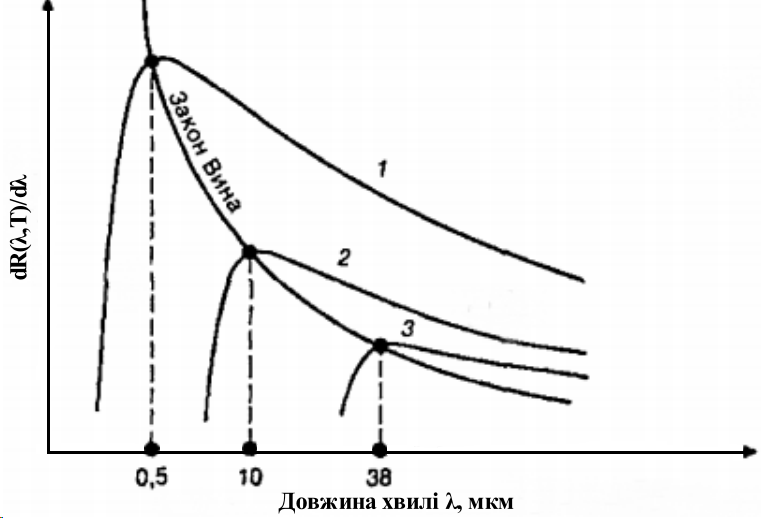 dR(λ,T)/dλ
Закон Вина
1
2
3
0,5
10
38
Довжина хвилі λ, мкм